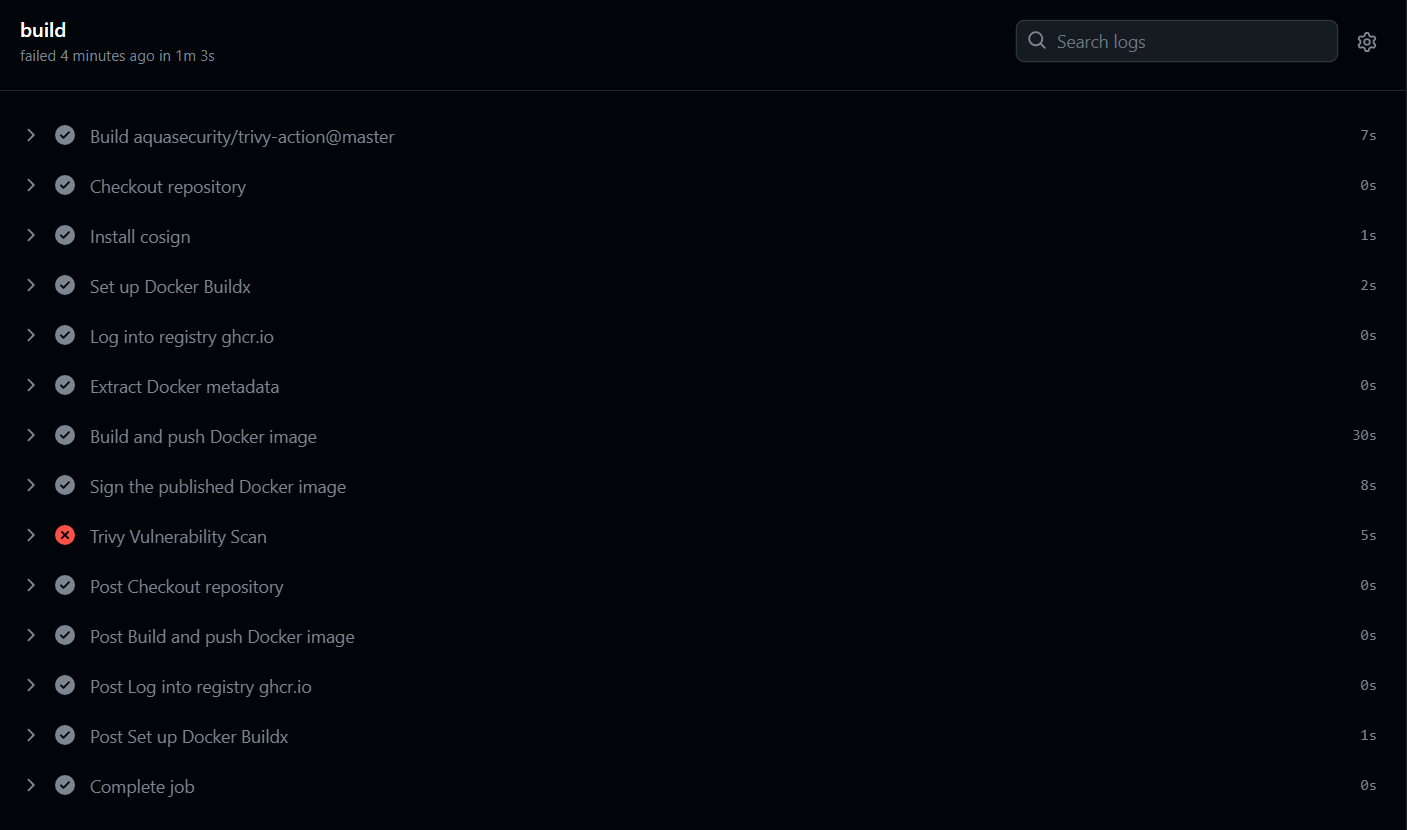 build
failed 4 minutes ago in 1m 3s
Search logs
Build aquasecurity/trivy-action@master 7s
Checkout repository 0s
Install cosign 1s
Set up Docker Buildx 2s
Log into registry ghcr.io 0s
Extract Docker metadata 0s
Build and push Docker image 30s
Sign the published Docker image 8s
Trivy Vulnerability Scan 5s
Post Checkout repository 0s
Post Build and push Docker image 0s
Post Log into registry ghcr.io 0s
Post Set up Docker Buildx 1s
Complete job 0s